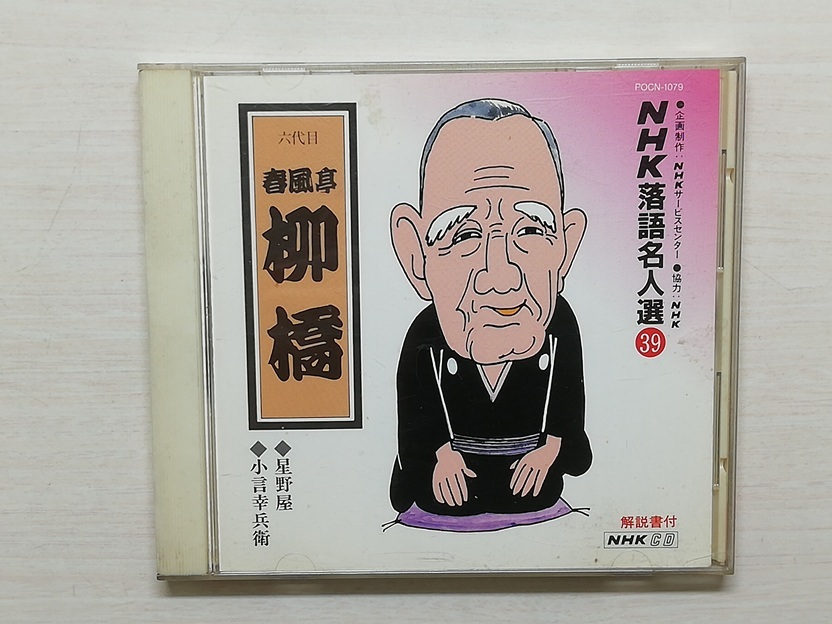 POCN-1079
●企画制作:NHKサービスセンター ●協力:NHK
NHK落語名人選
39
六代目
春風亭
柳橋
◆星野屋
◆小言幸兵衛
解説書付
NHK CD